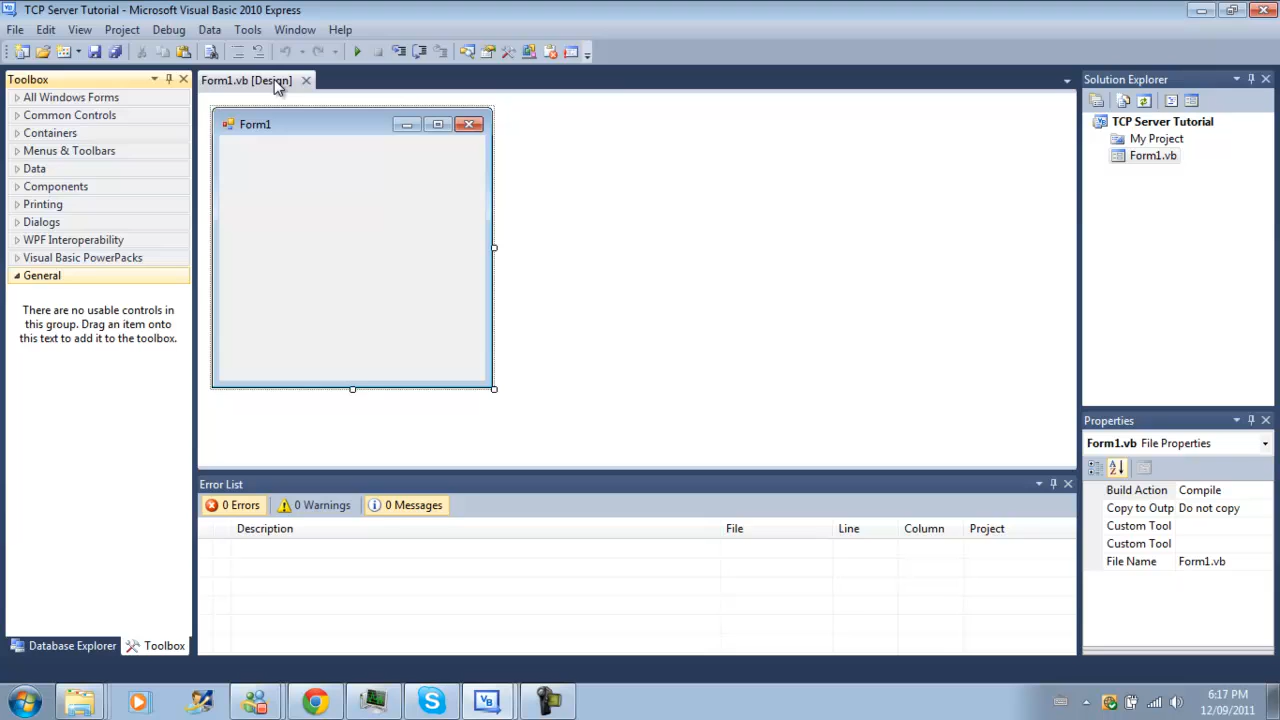 TCP Server Tutorial - Microsoft Visual Basic 2010 Express
File Edit View Project Debug Data Tools Window Help
Toolbox
All Windows Forms
Common Controls
Containers
Menus & Toolbars
Data
Components
Printing
Dialogs
WPF Interoperability
Visual Basic PowerPacks
General
There are no usable controls in
this group. Drag an item onto
this text to add it to the toolbox.
Database Explorer Toolbox
Form1.vb [Design]
Form1
Error List
0 Errors 0 Warnings 0 Messages
Description File Line Column Project
Solution Explorer
TCP Server Tutorial
My Project
Form1.vb
Properties
Form1.vb File Properties
Build Action Compile
Copy to Outp Do not copy
Custom Tool
Custom Tool
File Name Form1.vb
6:17 PM
12/09/2011